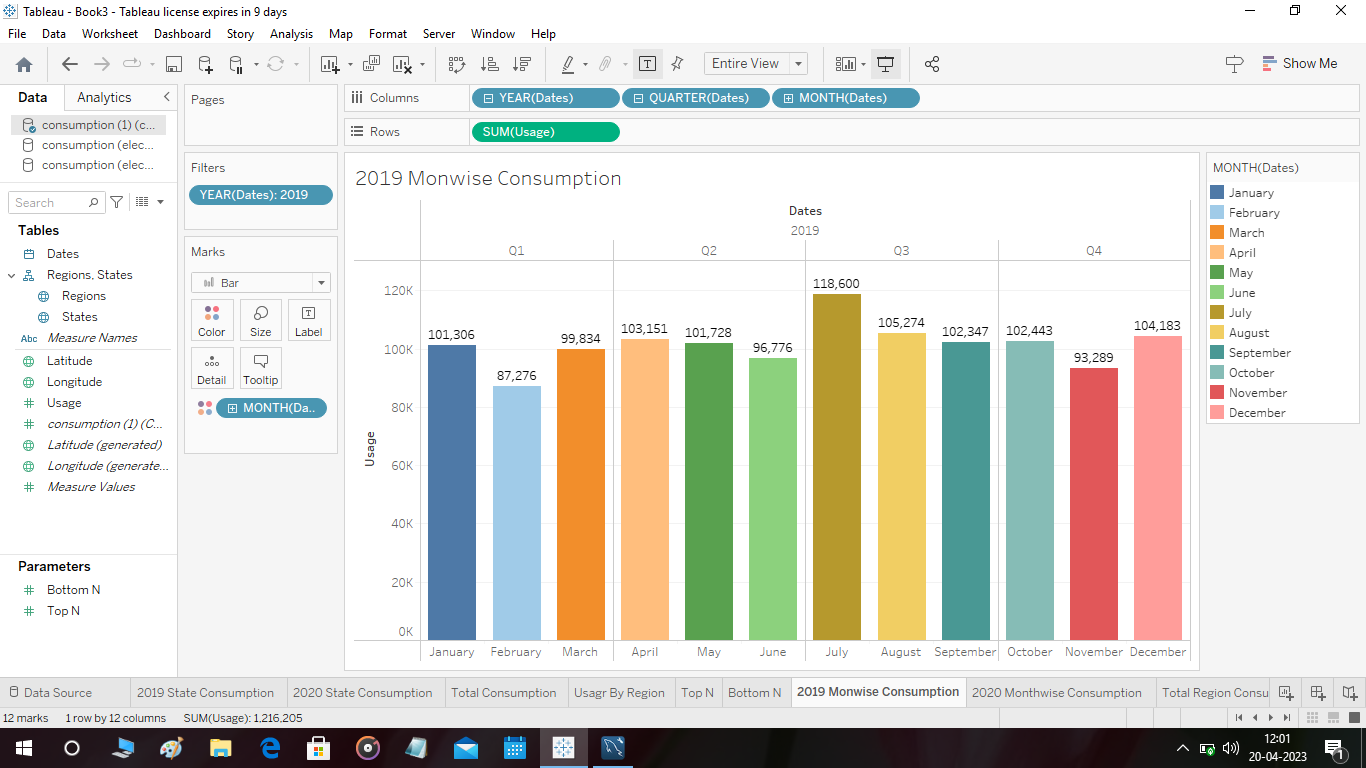 Tableau - Book3 - Tableau license expires in 9 days
File Data Worksheet Dashboard Story Analysis Map Format Server Window Help
Entire View
Show Me
Data Analytics
consumption (1) (c...
consumption (elec...
consumption (elec...
Search
Tables
Dates
Regions, States
Regions
States
Abc Measure Names
Latitude
Longitude
Usage
consumption (1) (C...
Latitude (generated)
Longitude (generate...
Measure Values
Parameters
Bottom N
Top N
Pages
Filters
YEAR(Dates): 2019
Marks
Bar
Color Size Label
Detail Tooltip
MONTH(Da..
Columns YEAR(Dates) QUARTER(Dates) MONTH(Dates)
Rows SUM(Usage)
2019 Monwise Consumption
Dates
2019
Q1 Q2 Q3 Q4
120K
100K
80K
60K
40K
20K
0K
Usage
101,306 87,276 99,834 103,151 101,728 96,776 118,600 105,274 102,347 102,443 93,289 104,183
January February March April May June July August September October November December
MONTH(Dates)
January
February
March
April
May
June
July
August
September
October
November
December
Data Source 2019 State Consumption 2020 State Consumption Total Consumption Usagr By Region Top N Bottom N 2019 Monwise Consumption 2020 Monthwise Consumption Total Region Consu
12 marks 1 row by 12 columns SUM(Usage): 1,216,205
12:01
20-04-2023
1